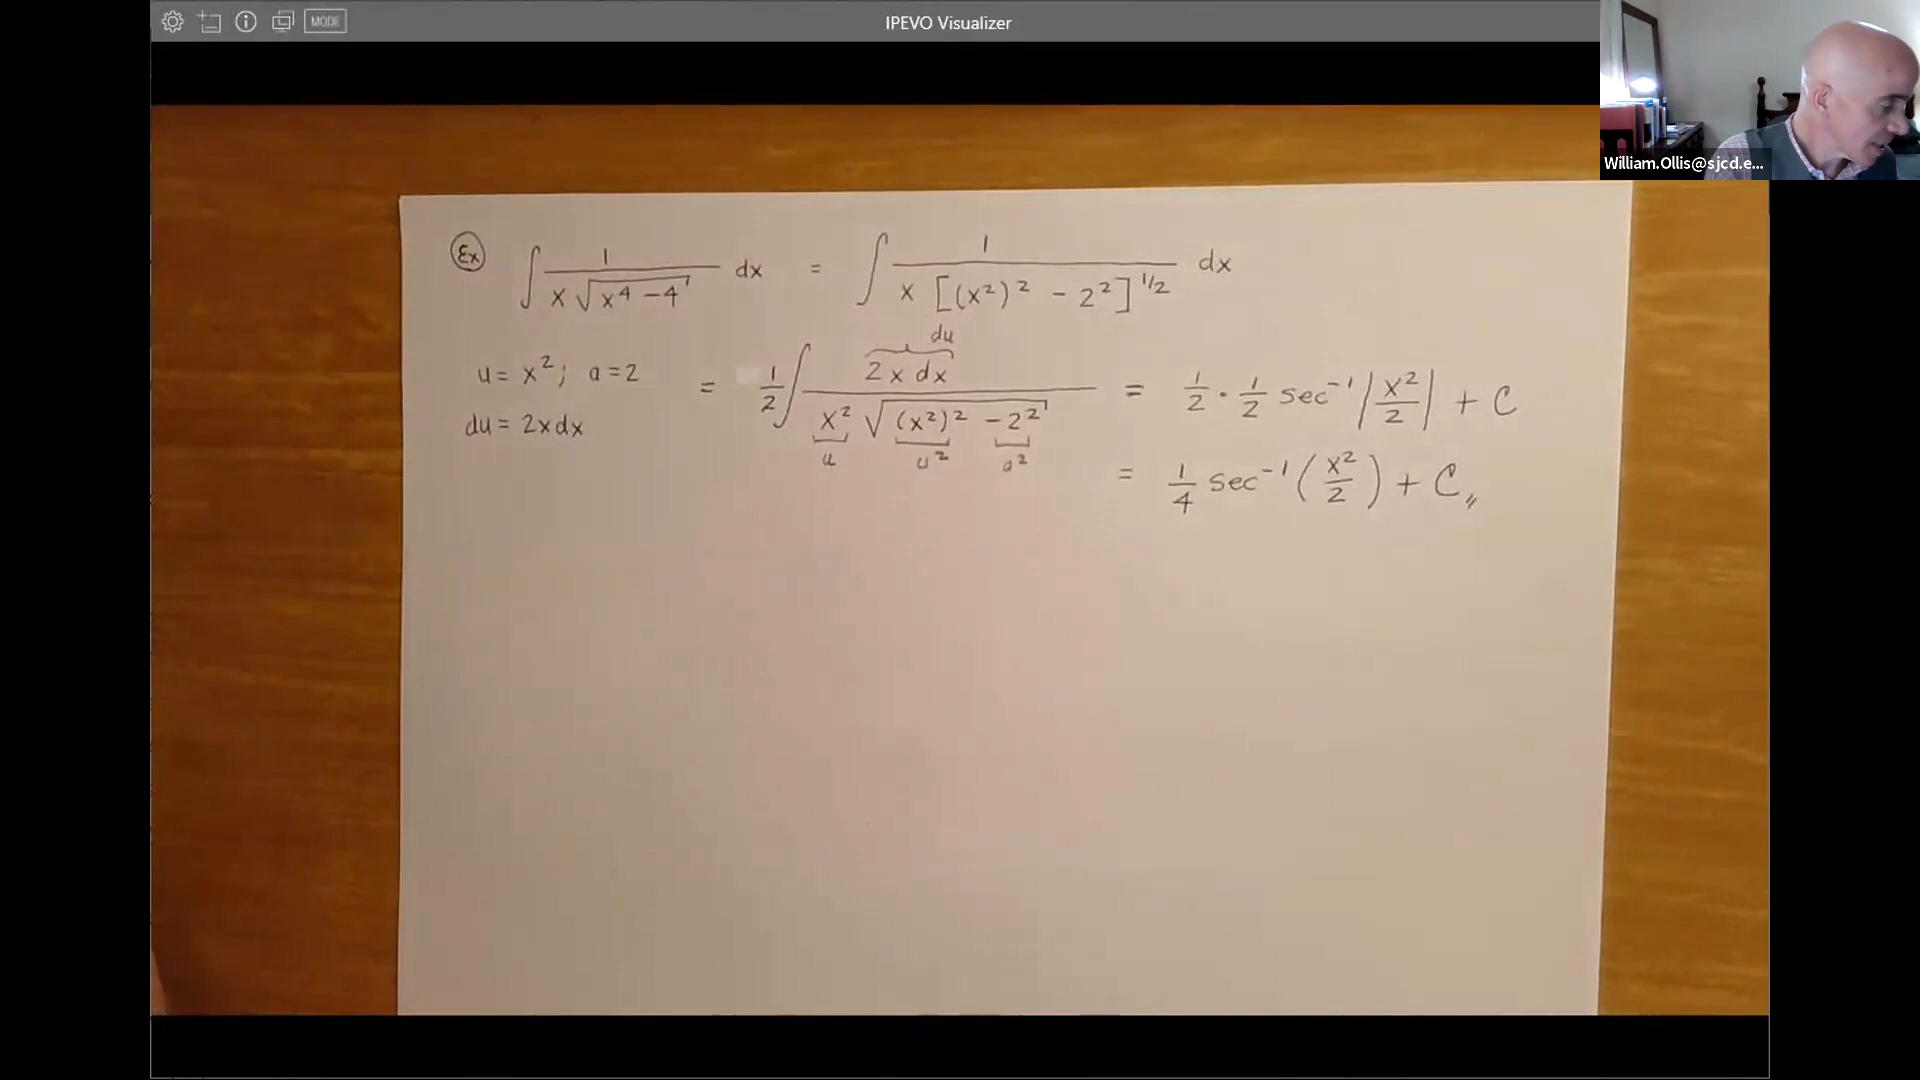 MODE
IPEVO Visualizer
William.Ollis@sjcd.e...
Ex ∫ 1 / (x √(x⁴ - 4)) dx = ∫ 1 / (x [(x²)² - 2²]^(1/2)) dx
u = x²; a = 2 = 1/2 ∫ 2x dx (du) / (x² (u) √((x²)² (u²) - 2² (a²))) = 1/2 · 1/2 sec⁻¹ |x²/2| + C
du = 2x dx
= 1/4 sec⁻¹ (x²/2) + C,,